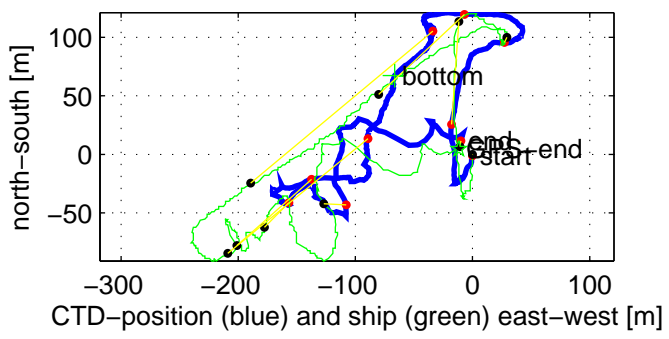 100
50
0
−50
north−south [m]
bottom
end
GPS−end
start
−300 −200 −100 0 100
CTD−position (blue) and ship (green) east−west [m]